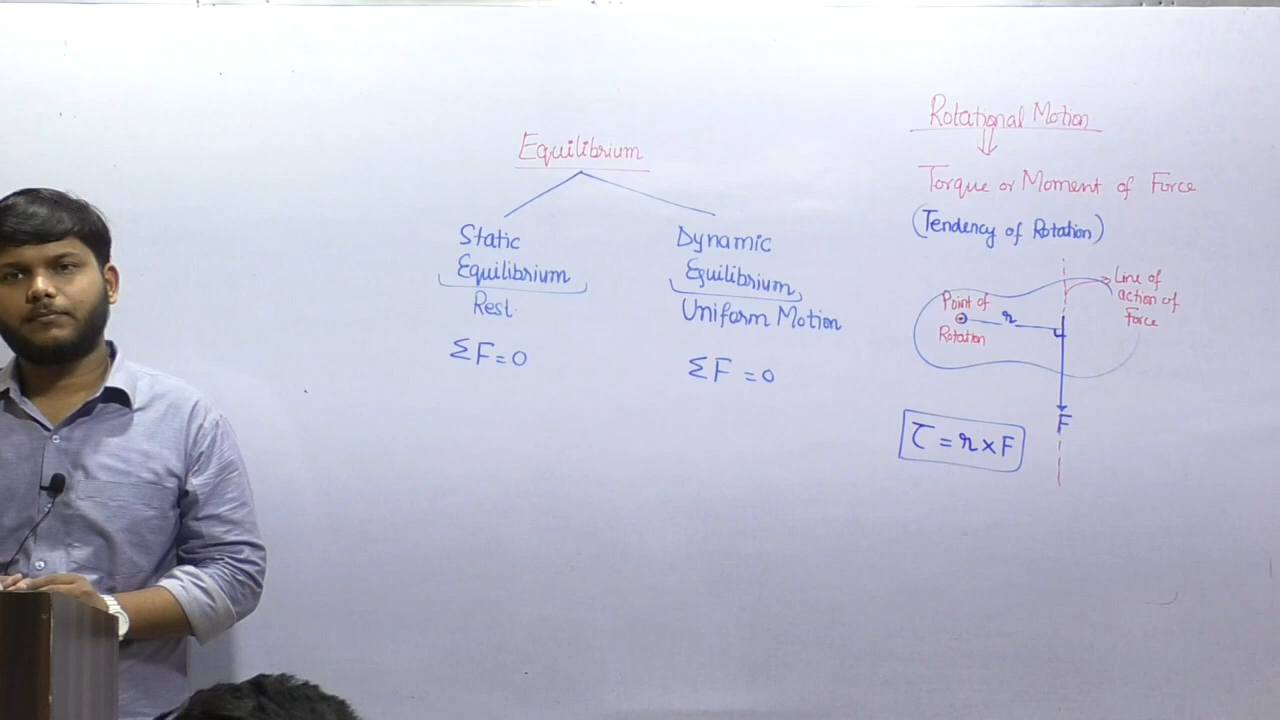 Equilibrium
Static
Equilibrium
Rest.
ΣF=0
Dynamic
Equilibrium
Uniform Motion
ΣF=0
Rotational Motion
⇓
Torque or Moment of Force
(Tendency of Rotation)
Line of
action of
Force
Point of
Rotation
r
F
τ=r×F